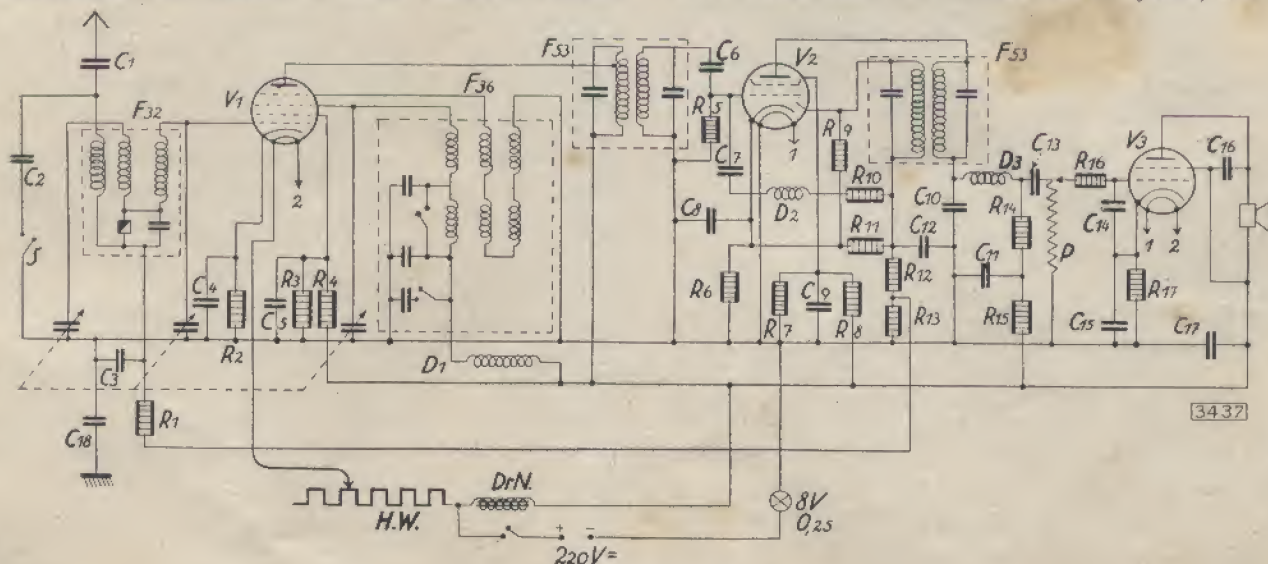 C1
C2
S
F32
V1
2
C4
R2
C5
R3
R4
F36
D1
C3
C18
R1
F53
C6
R5
C7
C8
R6
V2
1
D2
R9
R10
R11
R7
C9
R8
C12
R12
R13
F53
C10
D3
C13
R14
C11
R15
P
R16
V3
C14
C15
R17
1
2
C16
C17
H.W.
DrN.
+ −
220V=
8V
0,25
3437